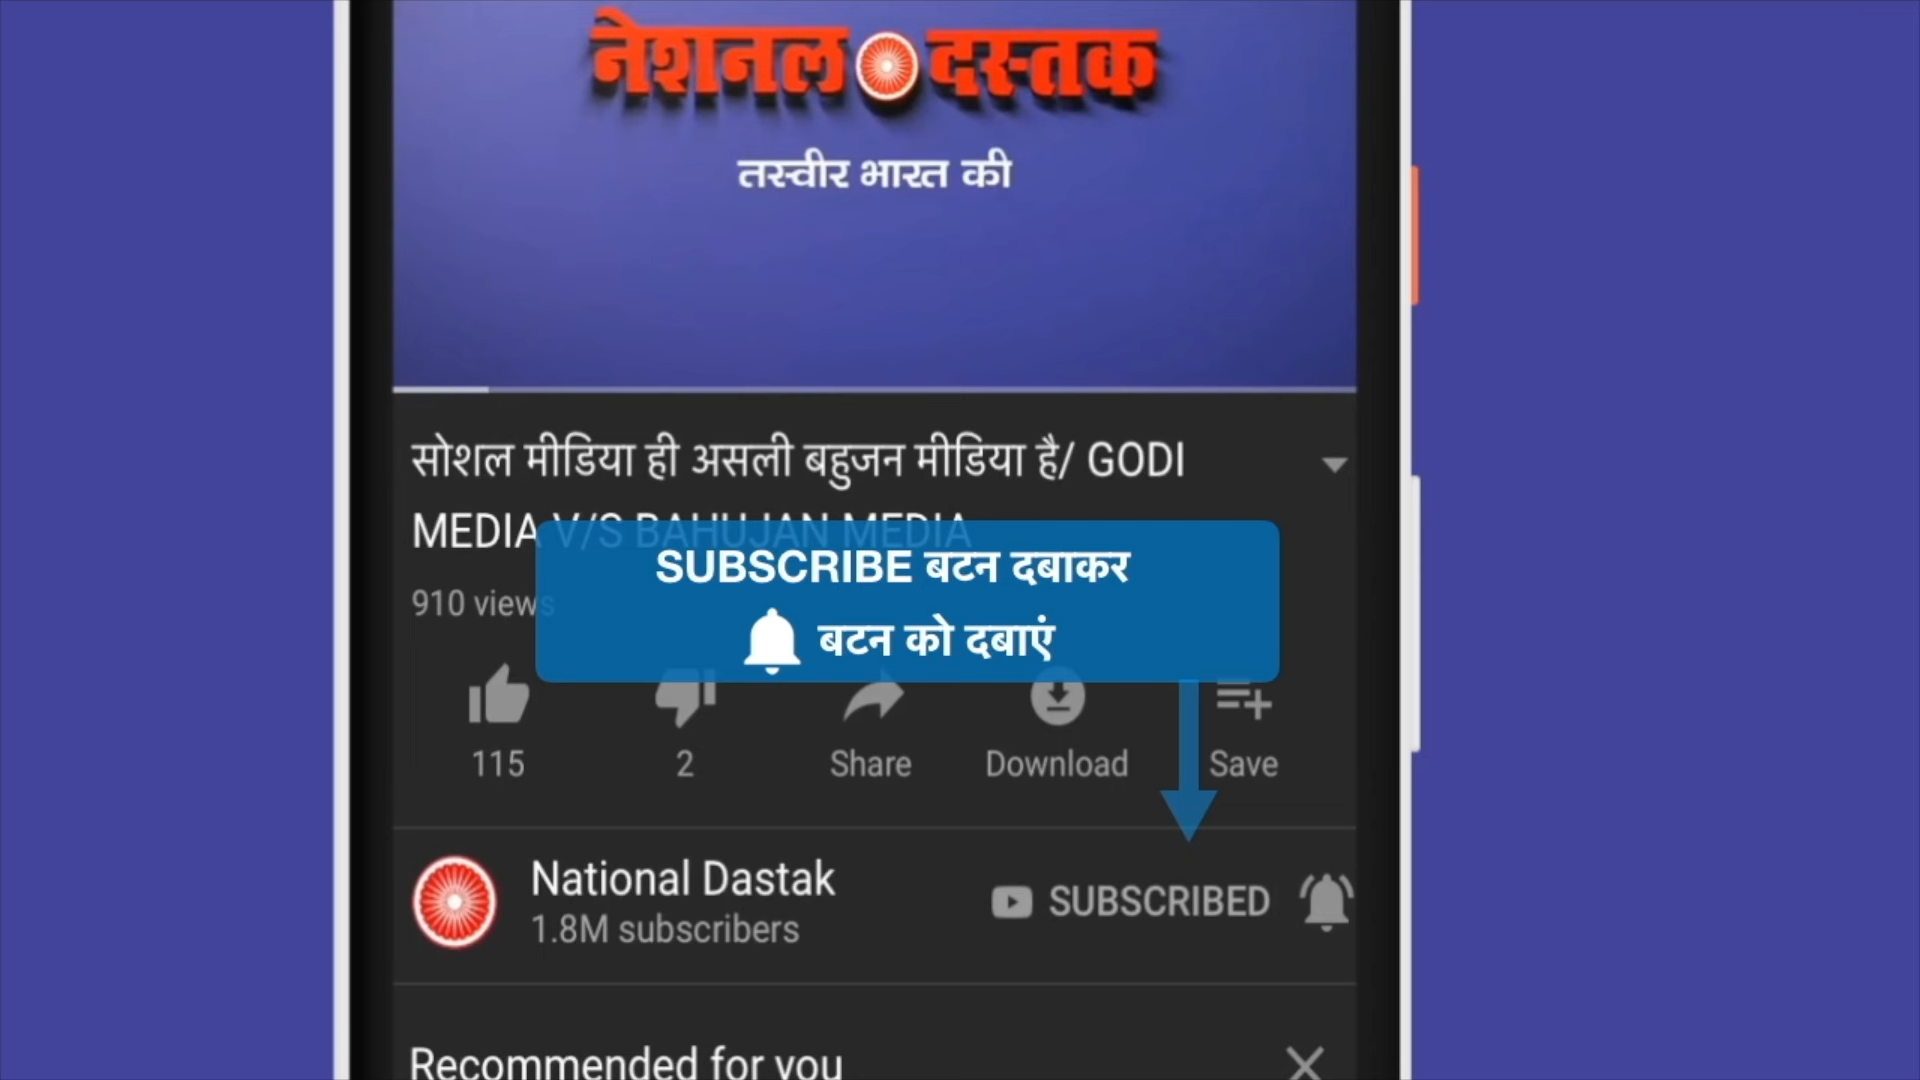 नेशनल दस्तक
तस्वीर भारत की
सोशल मीडिया ही असली बहुजन मीडिया है/ GODI
MEDIA V/S BAHUJAN MEDIA
910 views
SUBSCRIBE बटन दबाकर
बटन को दबाएं
115
2
Share
Download
Save
National Dastak
1.8M subscribers
SUBSCRIBED
Recommended for you